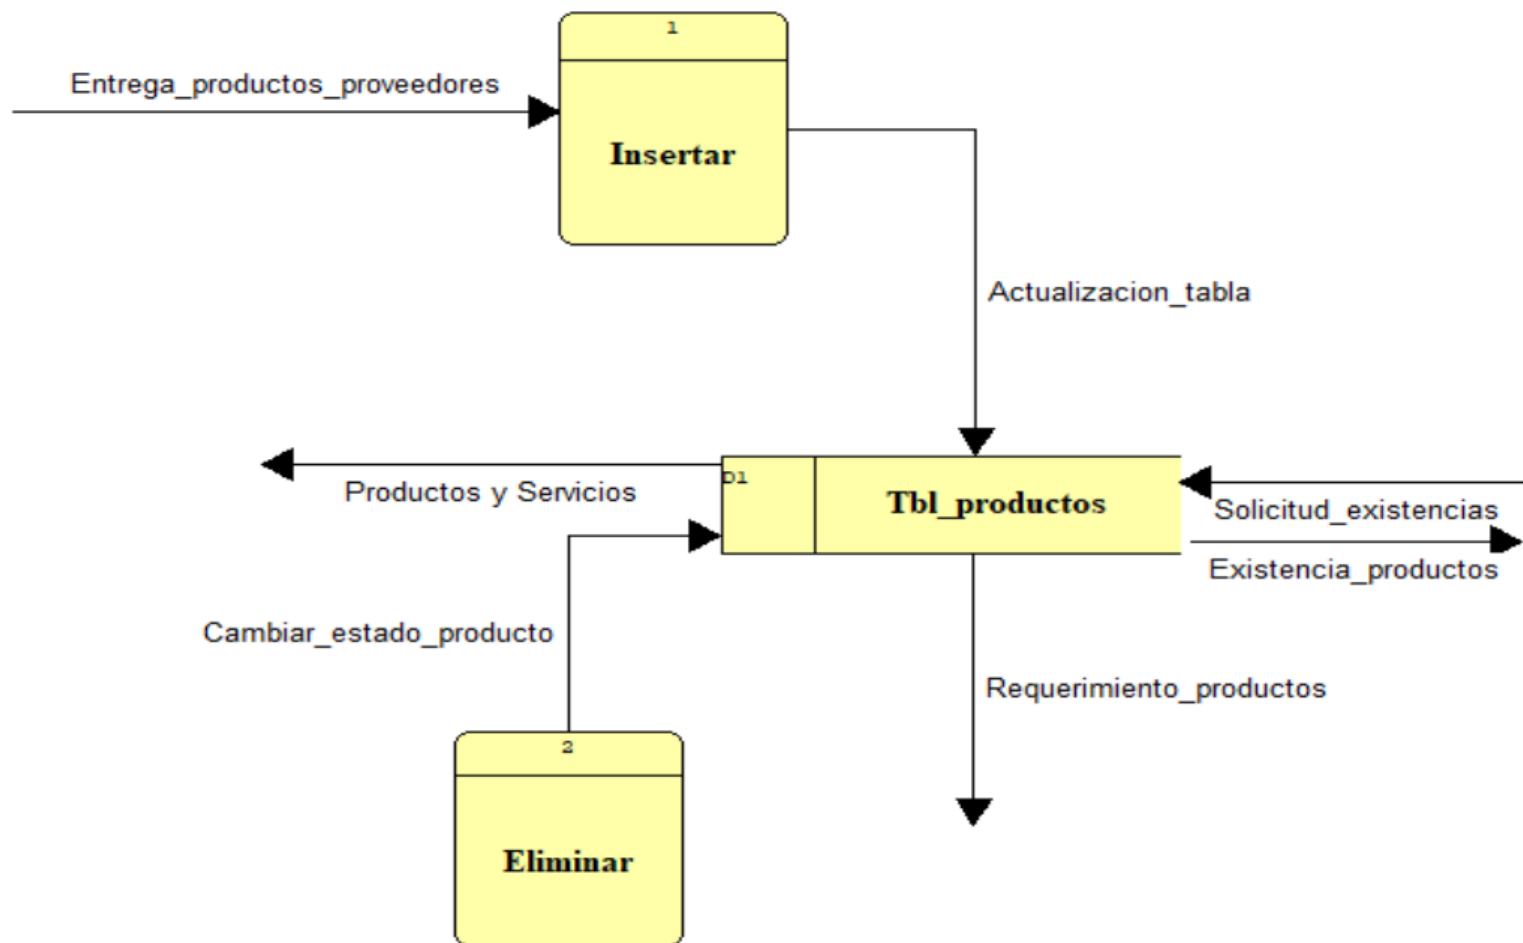 1
Entrega_productos_proveedores
Insertar
Actualizacion_tabla
Productos y Servicios
D1
Tbl_productos
Solicitud_existencias
Existencia_productos
Cambiar_estado_producto
Requerimiento_productos
2
Eliminar